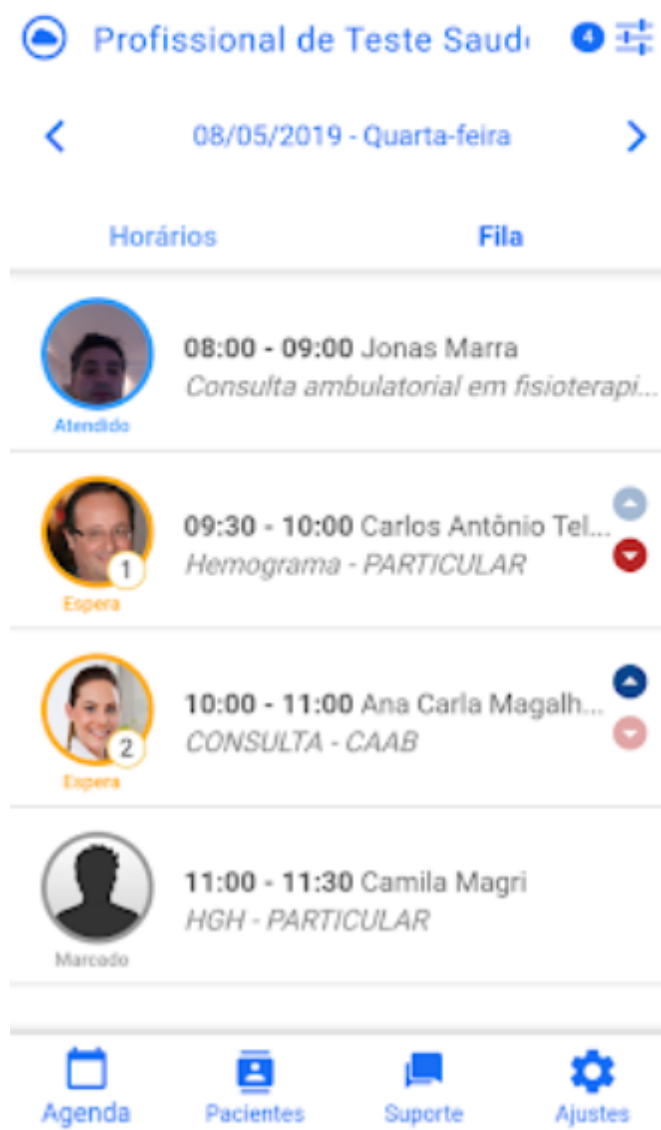 Profissional de Teste Saud
4
08/05/2019 - Quarta-feira
Horários
Fila
08:00 - 09:00 Jonas Marra
Consulta ambulatorial em fisioterapi...
Atendido
09:30 - 10:00 Carlos Antônio Tel...
Hemograma - PARTICULAR
1
Espera
10:00 - 11:00 Ana Carla Magalh...
CONSULTA - CAAB
2
Espera
11:00 - 11:30 Camila Magri
HGH - PARTICULAR
Marcado
Agenda
Pacientes
Suporte
Ajustes